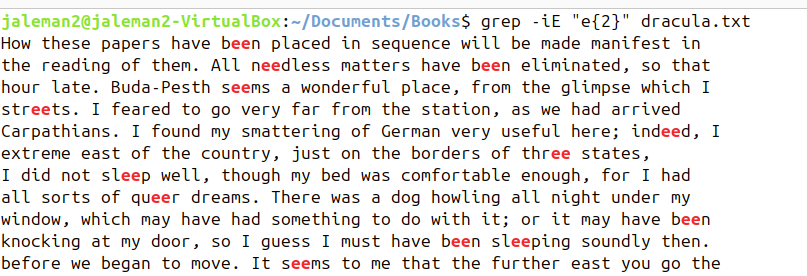 jaleman2@jaleman2-VirtualBox:~/Documents/Books$ grep -iE "e{2}" dracula.txt
How these papers have been placed in sequence will be made manifest in
the reading of them. All needless matters have been eliminated, so that
hour late. Buda-Pesth seems a wonderful place, from the glimpse which I
streets. I feared to go very far from the station, as we had arrived
Carpathians. I found my smattering of German very useful here; indeed, I
extreme east of the country, just on the borders of three states,
I did not sleep well, though my bed was comfortable enough, for I had
all sorts of queer dreams. There was a dog howling all night under my
window, which may have had something to do with it; or it may have been
knocking at my door, so I guess I must have been sleeping soundly then.
before we began to move. It seems to me that the further east you go the